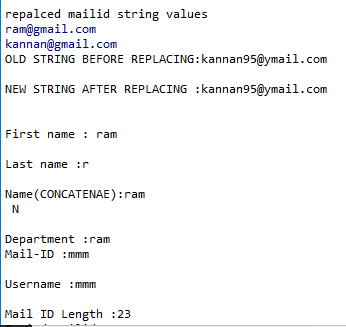 repalced mailid string values
ram@gmail.com
kannan@gmail.com
OLD STRING BEFORE REPLACING:kannan95@ymail.com
NEW STRING AFTER REPLACING :kannan95@ymail.com
First name : ram
Last name :r
Name(CONCATENAE):ram
N
Department :ram
Mail-ID :mmm
Username :mmm
Mail ID Length :23